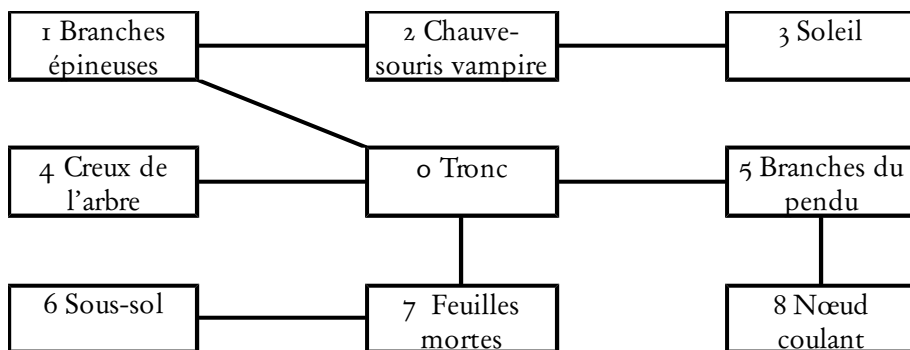 1 Branches
épineuses
2 Chauve-
souris vampire
3 Soleil
4 Creux de
l’arbre
0 Tronc
5 Branches du
pendu
6 Sous-sol
7 Feuilles
mortes
8 Nœud
coulant